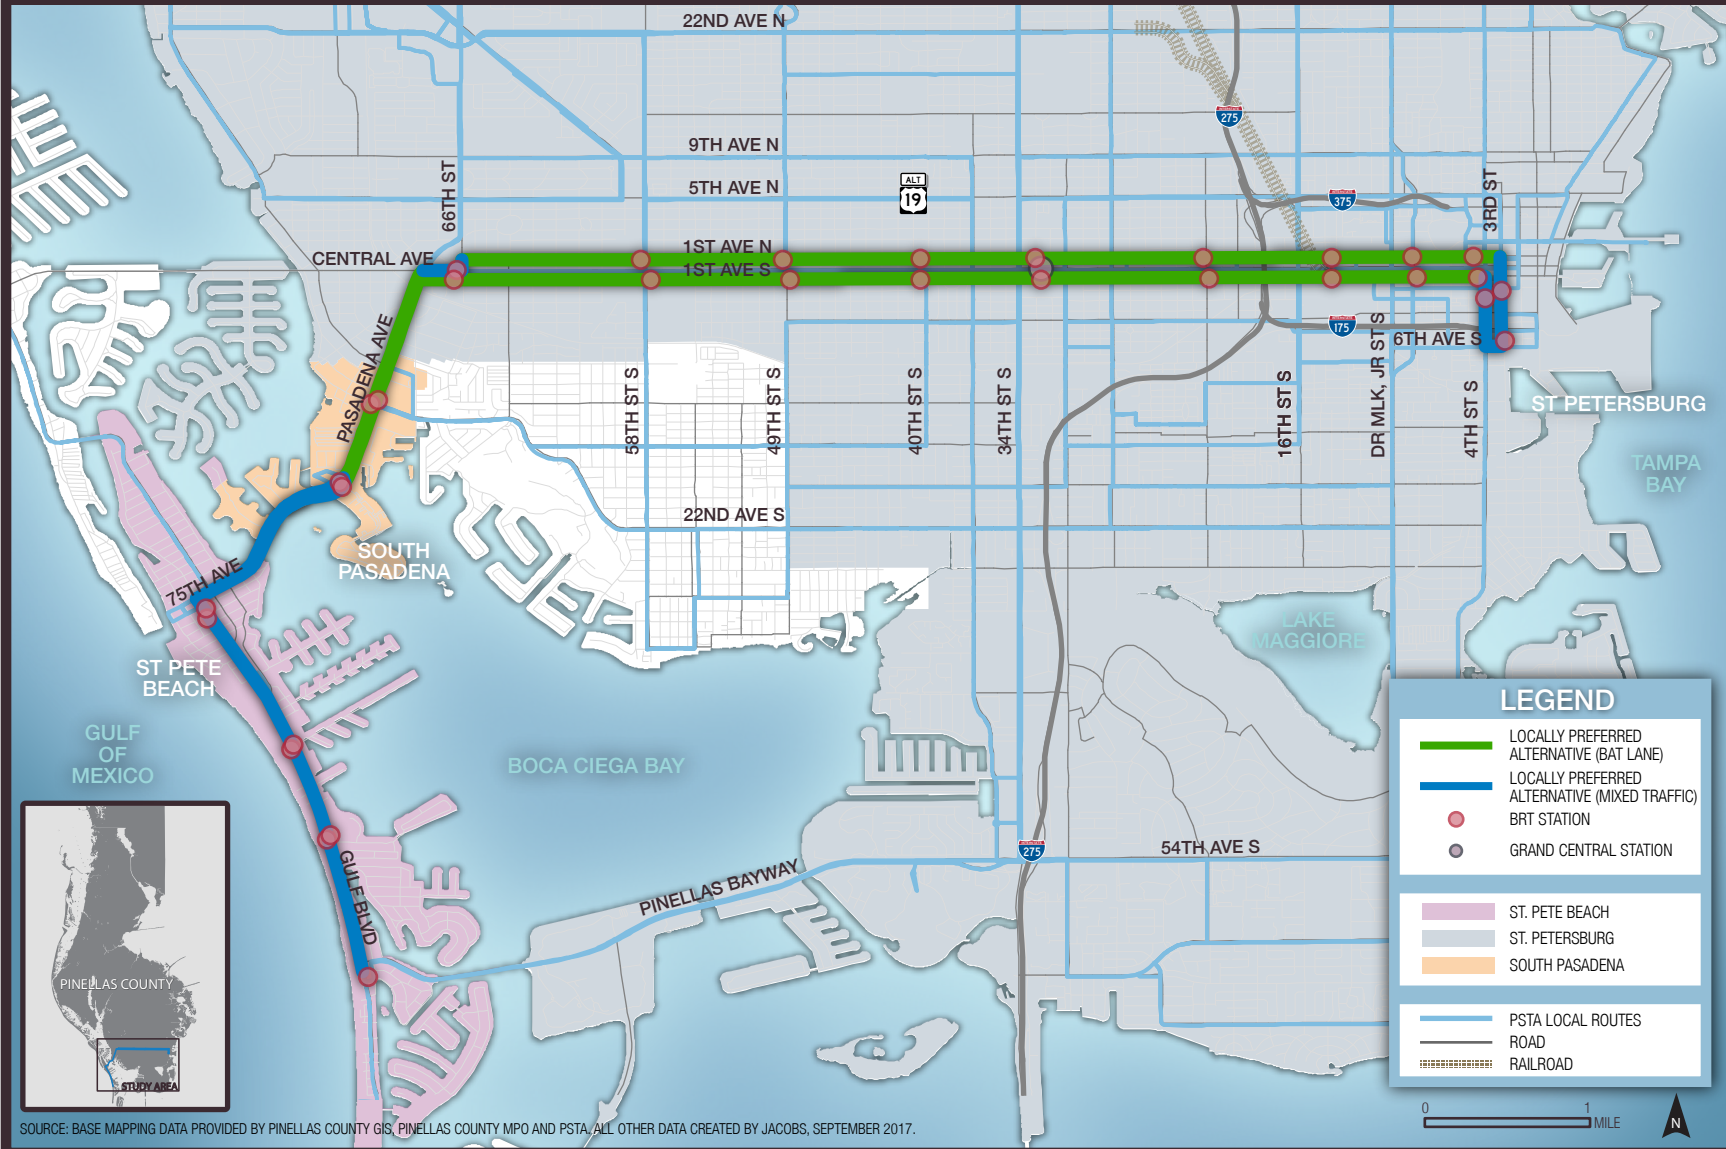 22ND AVE N
275
9TH AVE N
66TH ST
5TH AVE N
ALT
19
375
3RD ST
1ST AVE N
CENTRAL AVE
1ST AVE S
175
6TH AVE S
PASADENA AVE
58TH ST S
49TH ST S
40TH ST S
34TH ST S
16TH ST S
DR MLK, JR ST S
4TH ST S
ST PETERSBURG
TAMPA
BAY
22ND AVE S
SOUTH
PASADENA
75TH AVE
LAKE
MAGGIORE
ST PETE
BEACH
GULF
OF
MEXICO
BOCA CIEGA BAY
GULF BLVD
PINELLAS BAYWAY
275
54TH AVE S
LEGEND
LOCALLY PREFERRED
ALTERNATIVE (BAT LANE)
LOCALLY PREFERRED
ALTERNATIVE (MIXED TRAFFIC)
BRT STATION
GRAND CENTRAL STATION
ST. PETE BEACH
ST. PETERSBURG
SOUTH PASADENA
PSTA LOCAL ROUTES
ROAD
RAILROAD
PINELLAS COUNTY
STUDY AREA
0 1
MILE
N
SOURCE: BASE MAPPING DATA PROVIDED BY PINELLAS COUNTY GIS, PINELLAS COUNTY MPO AND PSTA. ALL OTHER DATA CREATED BY JACOBS, SEPTEMBER 2017.